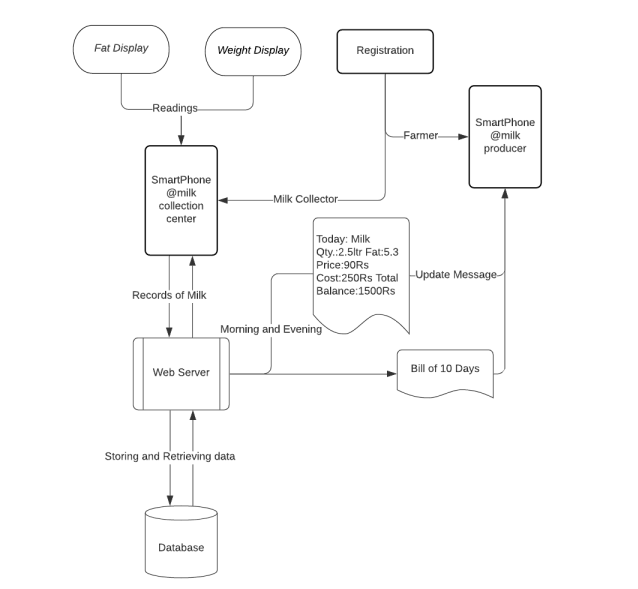 Fat Display
Weight Display
Registration
Readings
SmartPhone
@milk
producer
Farmer
SmartPhone
@milk
collection
center
Milk Collector
Today: Milk
Qty.:2.5ltr Fat:5.3
Price:90Rs
Cost:250Rs Total
Balance:1500Rs
Update Message
Records of Milk
Morning and Evening
Web Server
Bill of 10 Days
Storing and Retrieving data
Database